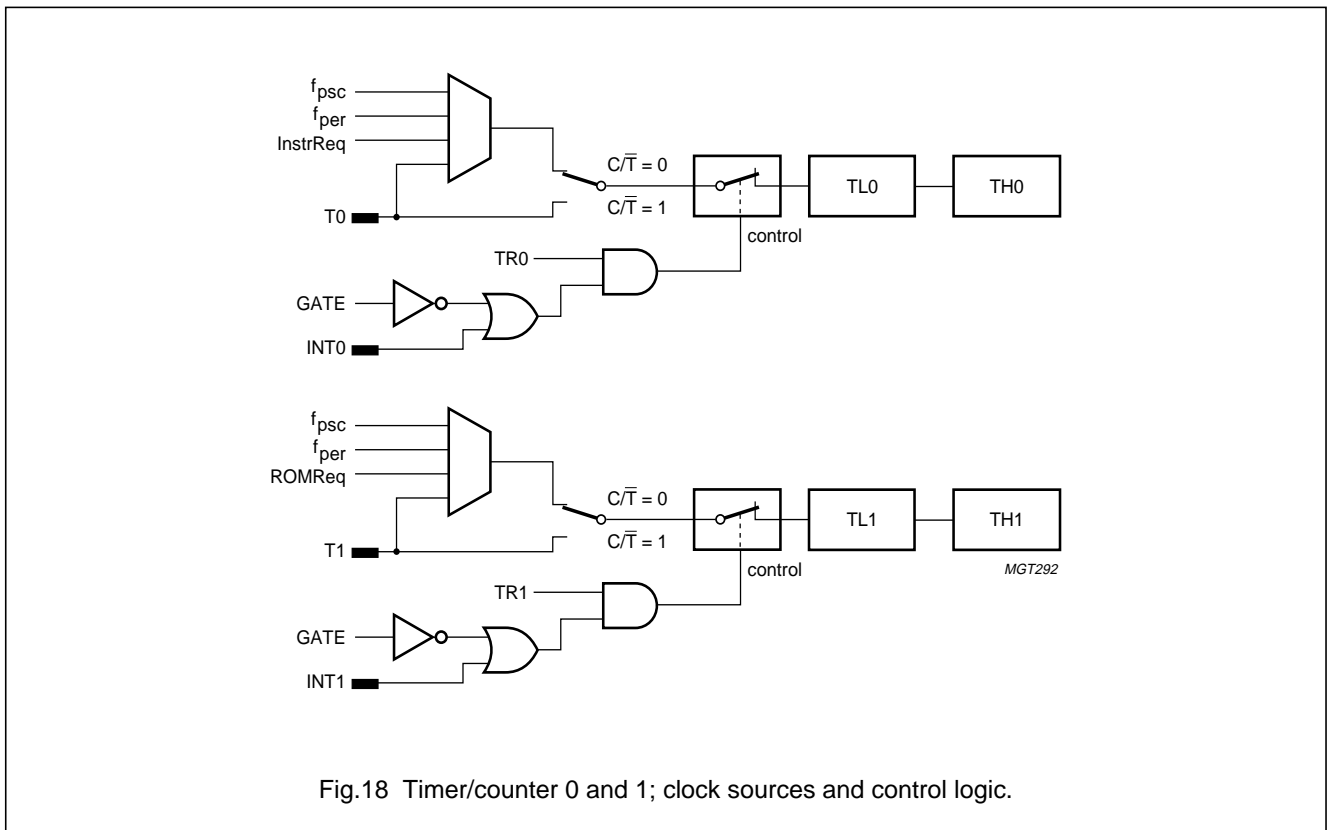 fpsc
fper
InstrReq
T0
C/T̅ = 0
C/T̅ = 1
TL0
TH0
control
TR0
GATE
INT0
fpsc
fper
ROMReq
T1
C/T̅ = 0
C/T̅ = 1
TL1
TH1
control
MGT292
TR1
GATE
INT1
Fig.18 Timer/counter 0 and 1; clock sources and control logic.